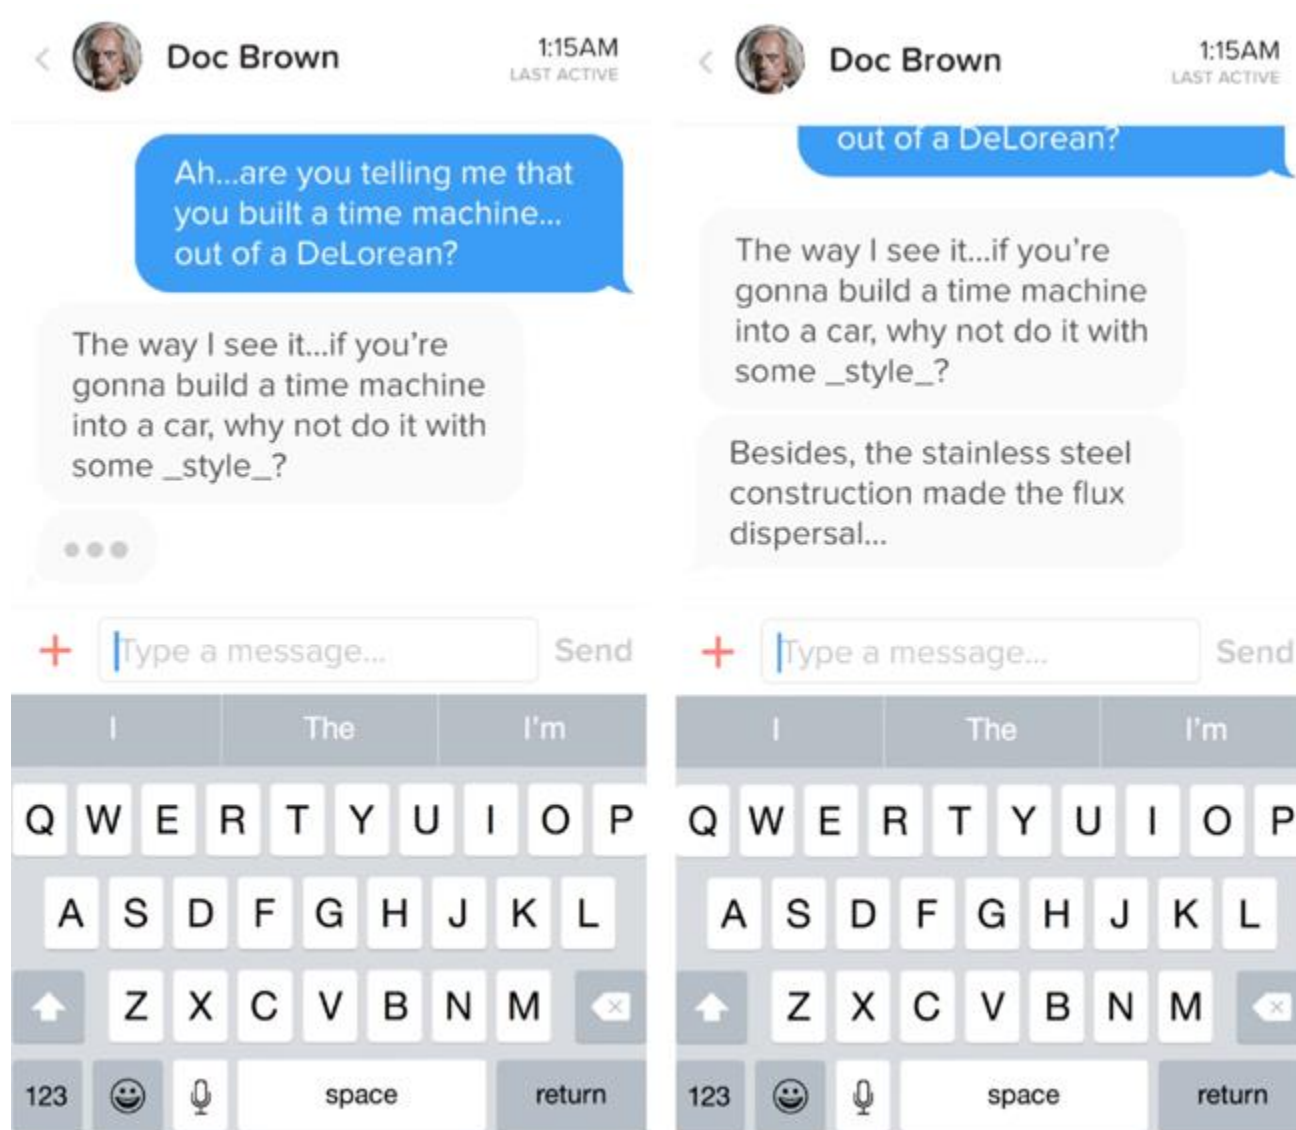 Doc Brown
1:15AM
LAST ACTIVE
Ah...are you telling me that
you built a time machine...
out of a DeLorean?
The way I see it...if you're
gonna build a time machine
into a car, why not do it with
some _style_?
Type a message...
Send
I
The
I'm
Q W E R T Y U I O P
A S D F G H J K L
Z X C V B N M
123
space
return
Doc Brown
1:15AM
LAST ACTIVE
out of a DeLorean?
The way I see it...if you're
gonna build a time machine
into a car, why not do it with
some _style_?
Besides, the stainless steel
construction made the flux
dispersal...
Type a message...
Send
I
The
I'm
Q W E R T Y U I O P
A S D F G H J K L
Z X C V B N M
123
space
return